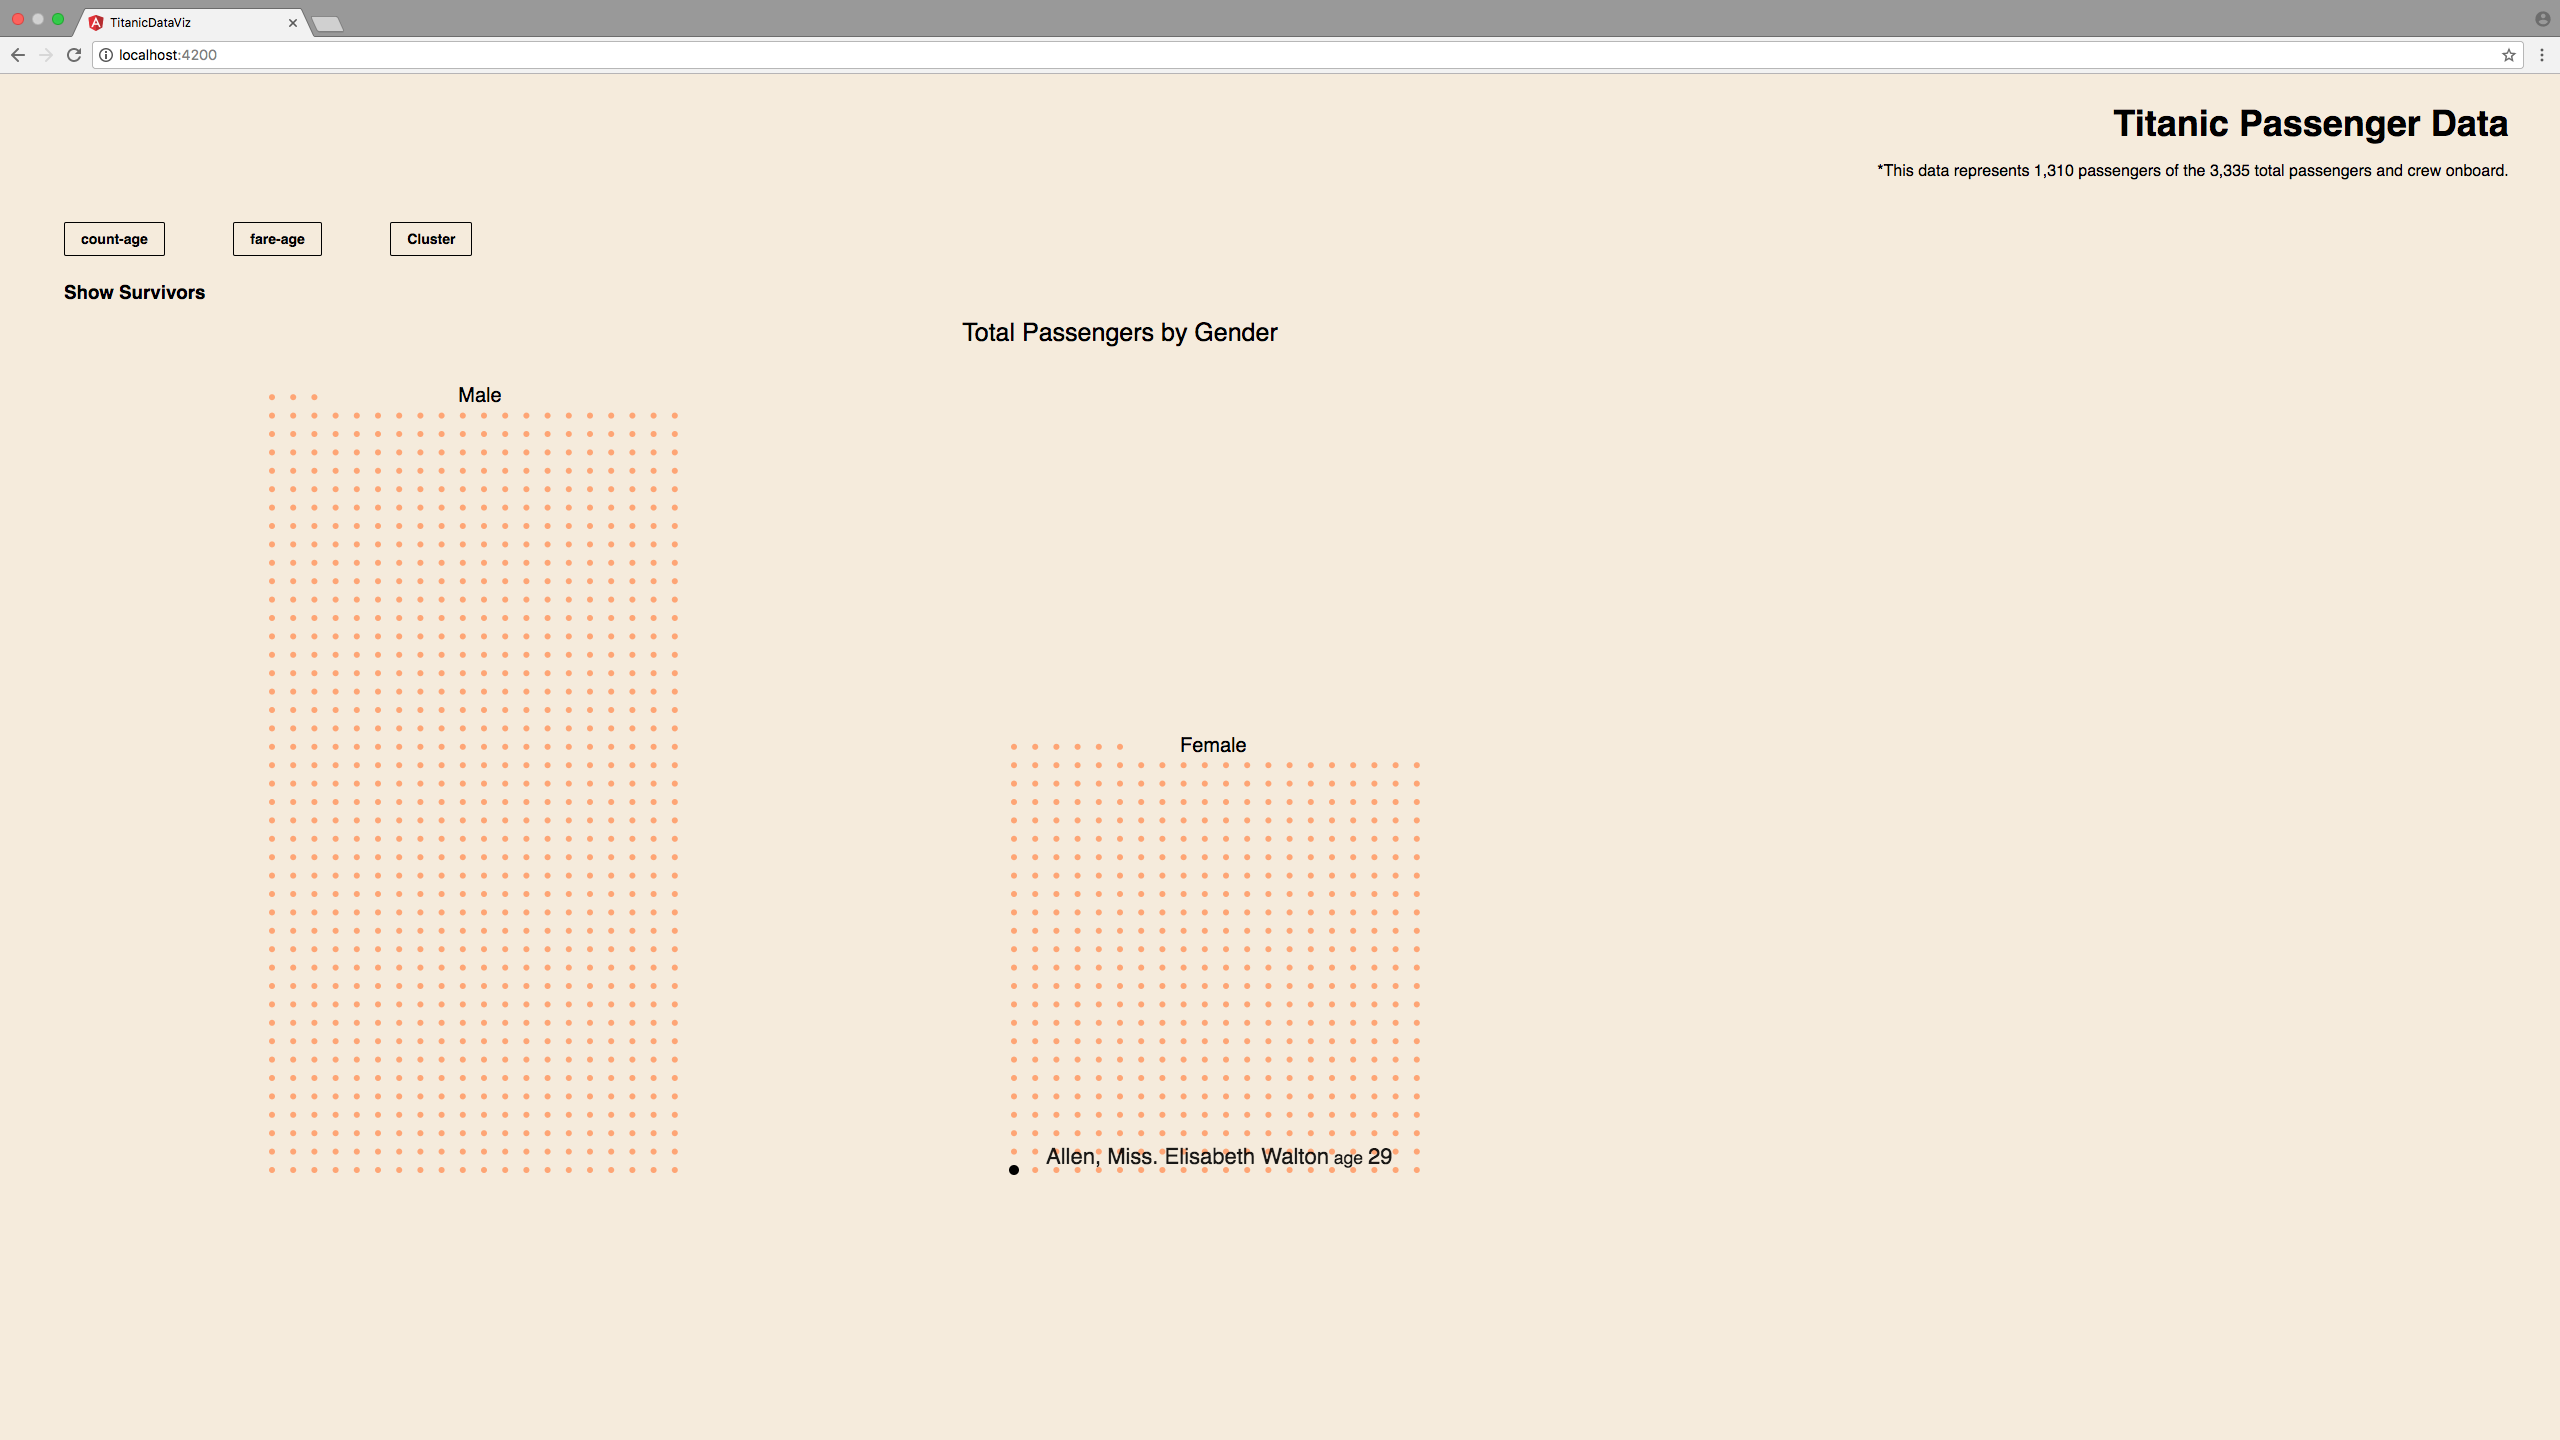 TitanicDataViz
localhost:4200
Titanic Passenger Data
*This data represents 1,310 passengers of the 3,335 total passengers and crew onboard.
count-age fare-age Cluster
Show Survivors
Total Passengers by Gender
Male
Female
Allen, Miss. Elisabeth Walton age 29